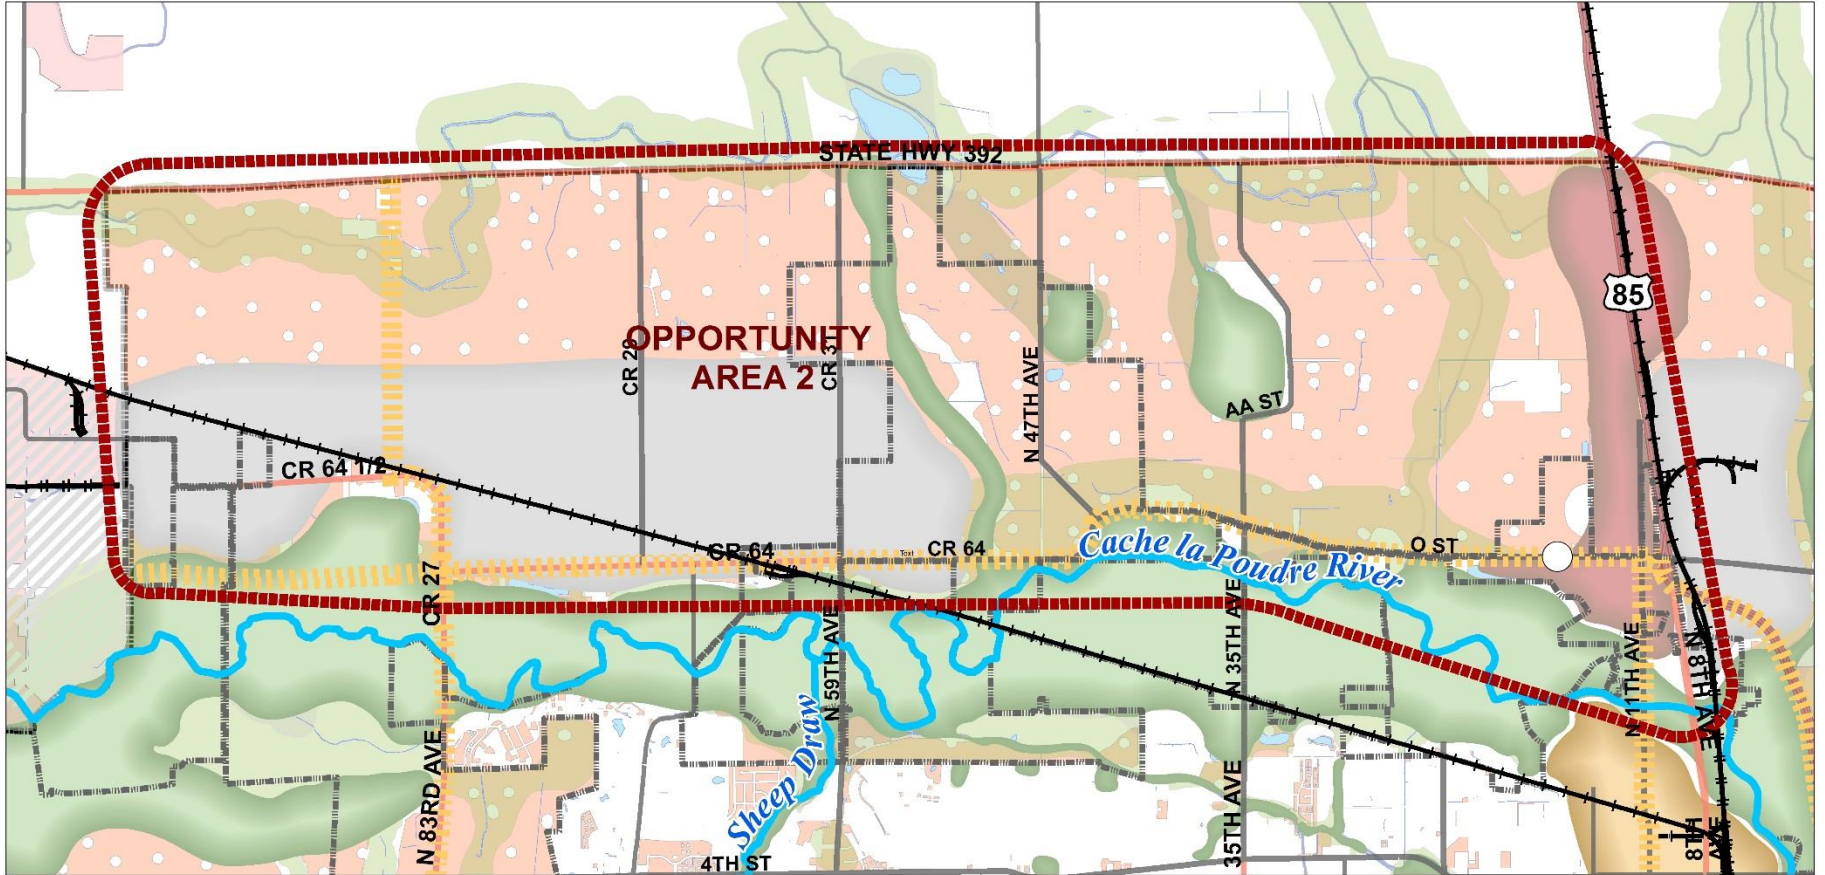 STATE HWY 392
85
OPPORTUNITY
AREA 2
CR 29
CR 31
N 47TH AVE
AA ST
CR 64 1/2
CR 64
Text
CR 64
O ST
Cache la Poudre River
CR 27
N 59TH AVE
N 35TH AVE
N 11TH AVE
N 8TH AVE
Sheep Draw
N 83RD AVE
35TH AVE
4TH ST
8TH AVE